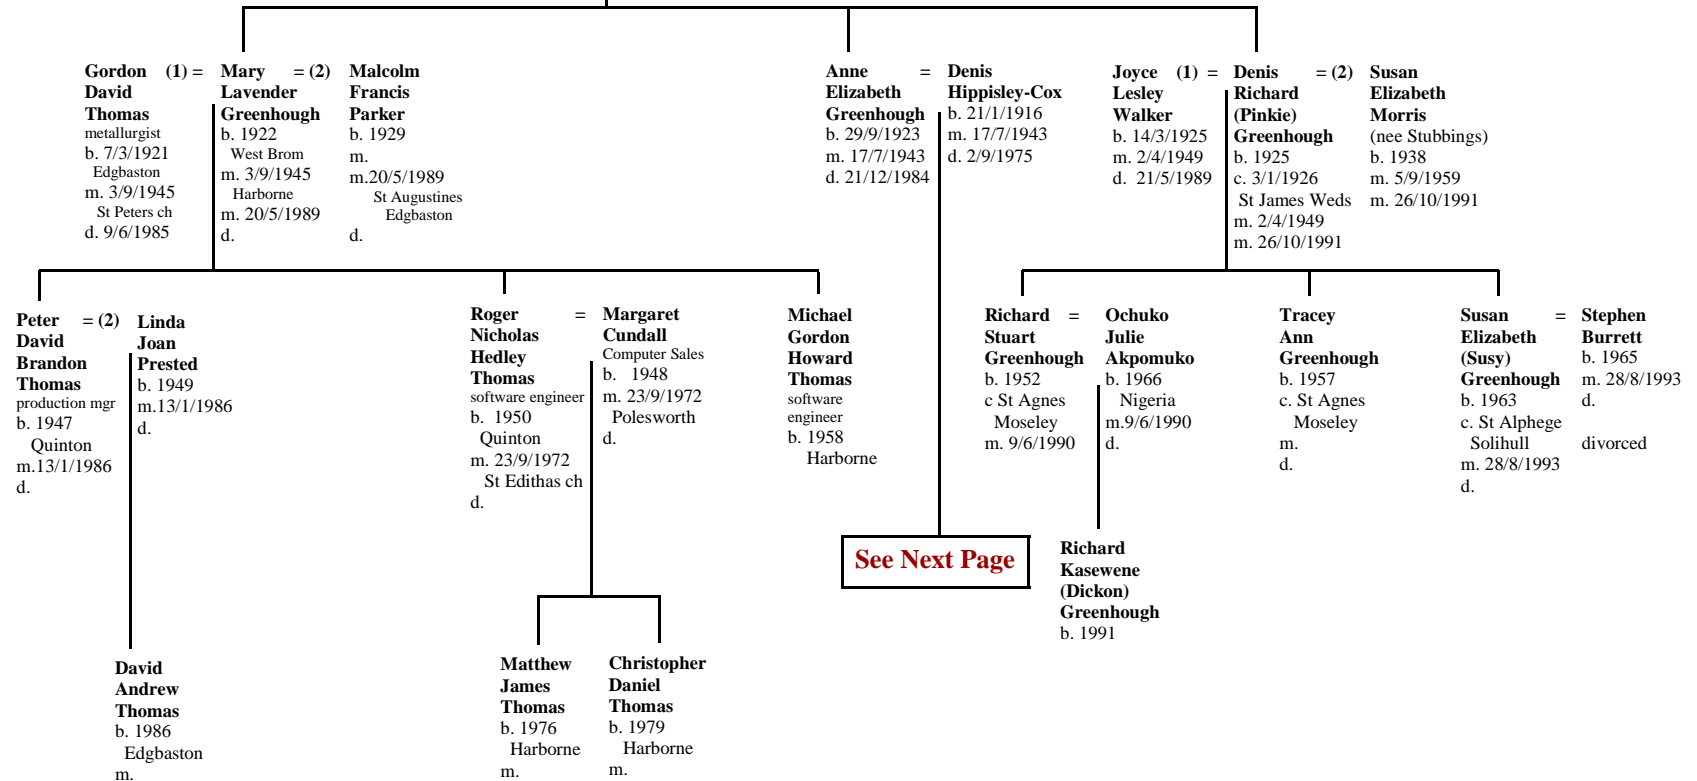 Gordon (1) =
David
Thomas
metallurgist
b. 7/3/1921
Edgbaston
m. 3/9/1945
St Peters ch
d. 9/6/1985
Mary = (2)
Lavender
Greenhough
b. 1922
West Brom
m. 3/9/1945
Harborne
m. 20/5/1989
d.
Malcolm
Francis
Parker
b. 1929
m.
m.20/5/1989
St Augustines
Edgbaston
d.
Anne =
Elizabeth
Greenhough
b. 29/9/1923
m. 17/7/1943
d. 21/12/1984
Denis
Hippisley-Cox
b. 21/1/1916
m. 17/7/1943
d. 2/9/1975
Joyce (1) =
Lesley
Walker
b. 14/3/1925
m. 2/4/1949
d. 21/5/1989
Denis = (2)
Richard
(Pinkie)
Greenhough
b. 1925
c. 3/1/1926
St James Weds
m. 2/4/1949
m. 26/10/1991
Susan
Elizabeth
Morris
(nee Stubbings)
b. 1938
m. 5/9/1959
m. 26/10/1991
Peter = (2)
David
Brandon
Thomas
production mgr
b. 1947
Quinton
m.13/1/1986
d.
Linda
Joan
Prested
b. 1949
m.13/1/1986
d.
Roger =
Nicholas
Hedley
Thomas
software engineer
b. 1950
Quinton
m. 23/9/1972
St Edithas ch
d.
Margaret
Cundall
Computer Sales
b. 1948
m. 23/9/1972
Polesworth
d.
Michael
Gordon
Howard
Thomas
software
engineer
b. 1958
Harborne
Richard =
Stuart
Greenhough
b. 1952
c St Agnes
Moseley
m. 9/6/1990
Ochuko
Julie
Akpomuko
b. 1966
Nigeria
m.9/6/1990
d.
Tracey
Ann
Greenhough
b. 1957
c. St Agnes
Moseley
m.
d.
Susan =
Elizabeth
(Susy)
Greenhough
b. 1963
c. St Alphege
Solihull
m. 28/8/1993
d.
Stephen
Burrett
b. 1965
m. 28/8/1993
d.
divorced
See Next Page
Richard
Kasewene
(Dickon)
Greenhough
b. 1991
David
Andrew
Thomas
b. 1986
Edgbaston
m.
Matthew
James
Thomas
b. 1976
Harborne
m.
Christopher
Daniel
Thomas
b. 1979
Harborne
m.